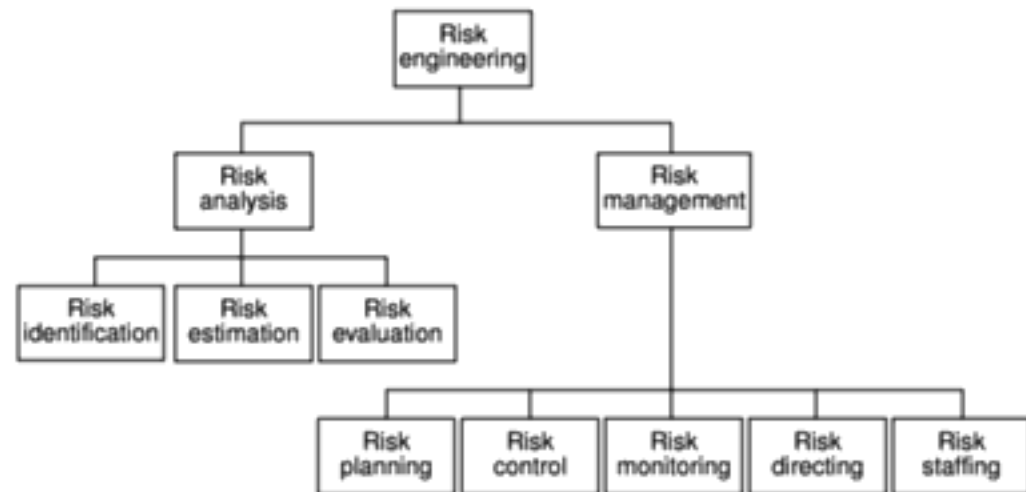 Risk
engineering
Risk
analysis
Risk
management
Risk
identification
Risk
estimation
Risk
evaluation
Risk
planning
Risk
control
Risk
monitoring
Risk
directing
Risk
staffing